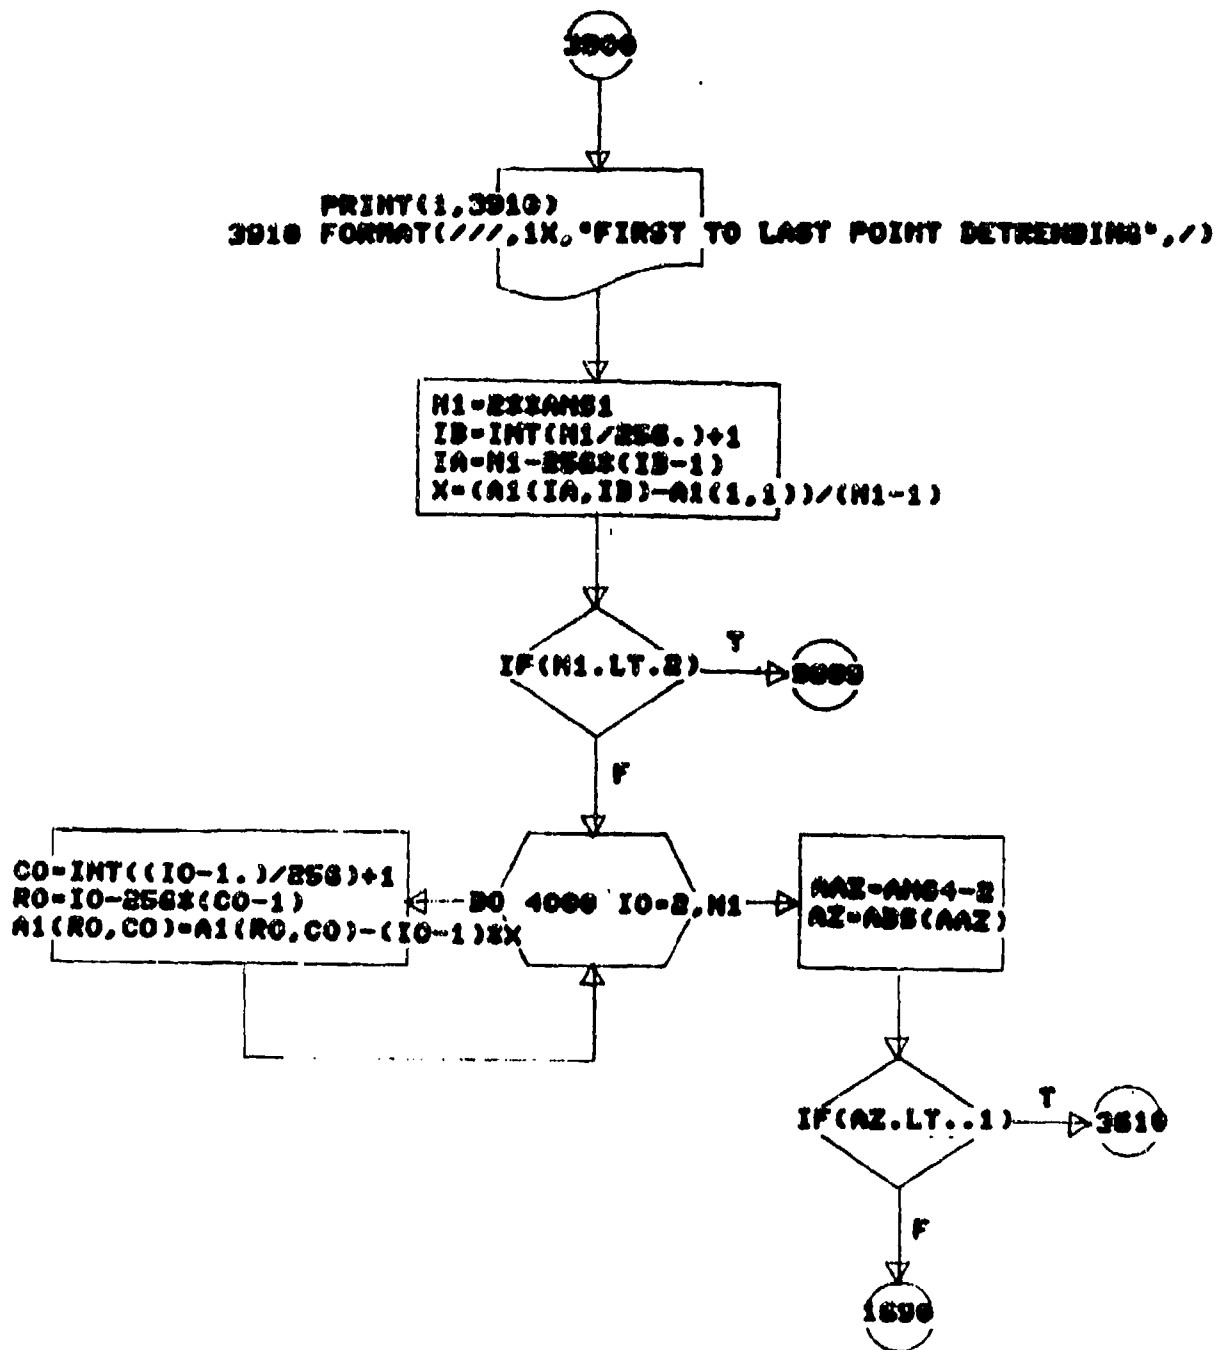 PRINT(1,3910)
3910 FORMAT(///,1X,"FIRST TO LAST POINT DETRENDING",/)
N1=2**ANS1
IB=INT(N1/256.)+1
IA=N1-256*(IB-1)
X=(A1(IA,IB)-A1(1,1))/(N1-1)
IF(N1.LT.2)
T
F
CO=INT((IO-1.)/256)+1
RO=IO-256*(CO-1)
A1(RO,CO)=A1(RO,CO)-(IO-1)*X
DO 4000 IO=2,N1
AAZ=ANS4-2
AZ=ABS(AAZ)
IF(AZ.LT..1)
T
3610
F